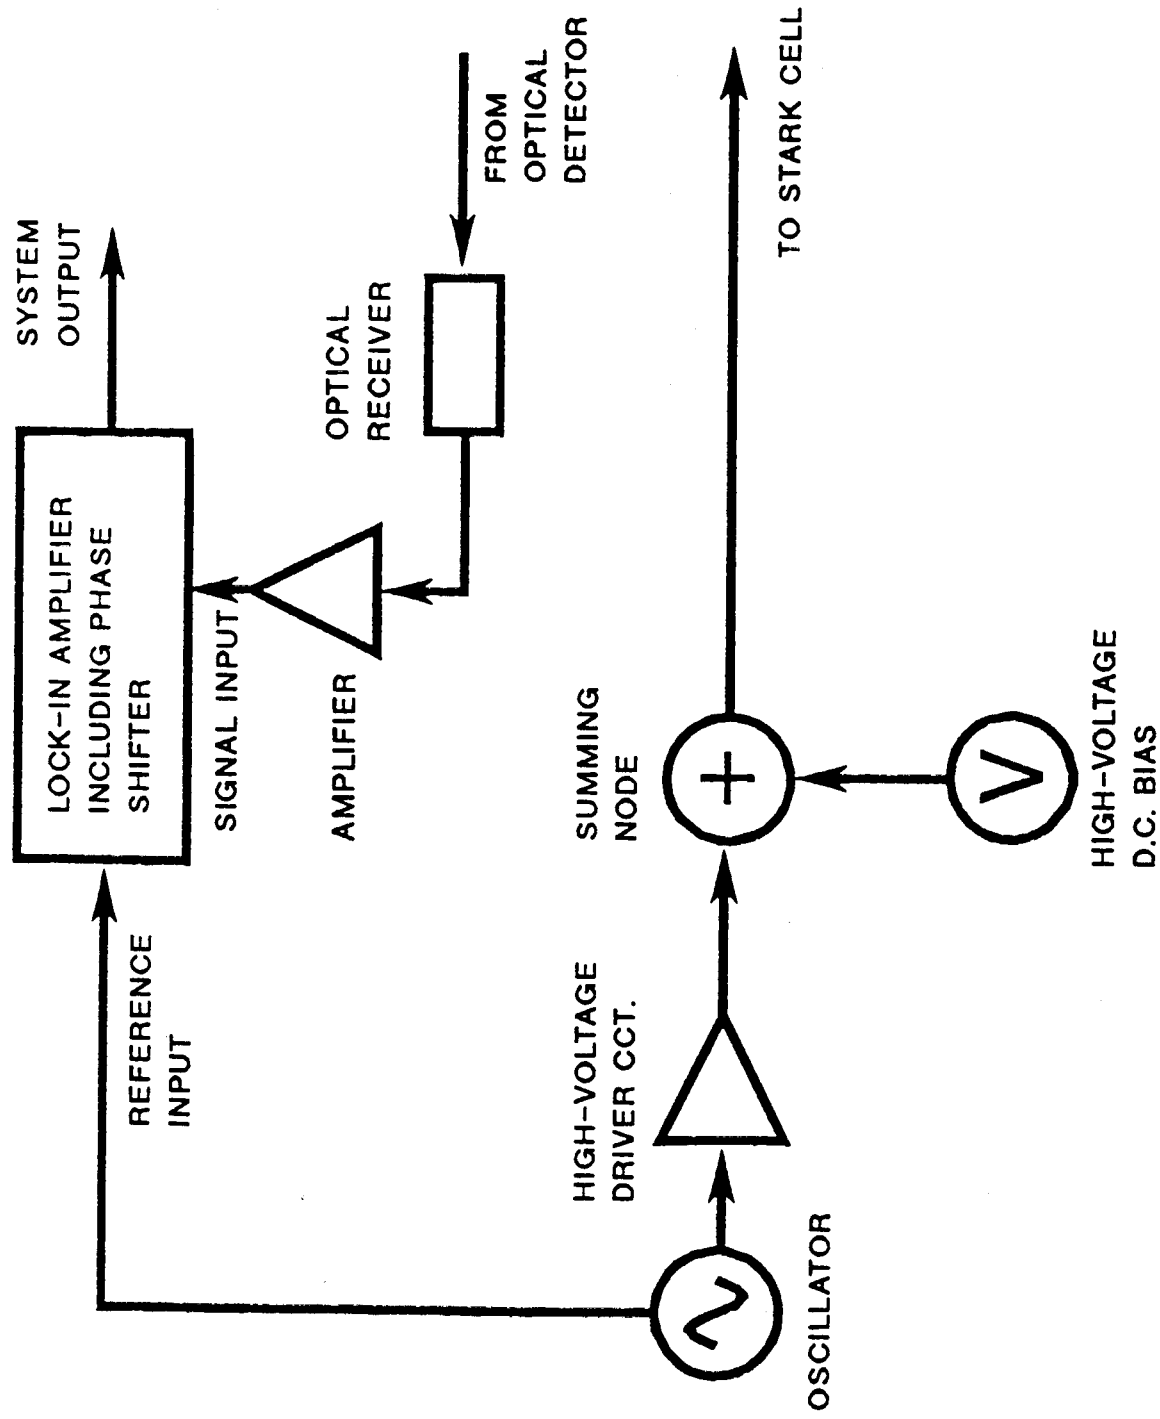 SYSTEM
OUTPUT
LOCK-IN AMPLIFIER
INCLUDING PHASE
SHIFTER
REFERENCE
INPUT
SIGNAL INPUT
AMPLIFIER
OPTICAL
RECEIVER
FROM
OPTICAL
DETECTOR
OSCILLATOR
HIGH-VOLTAGE
DRIVER CCT.
SUMMING
NODE
+
V
HIGH-VOLTAGE
D.C. BIAS
TO STARK CELL